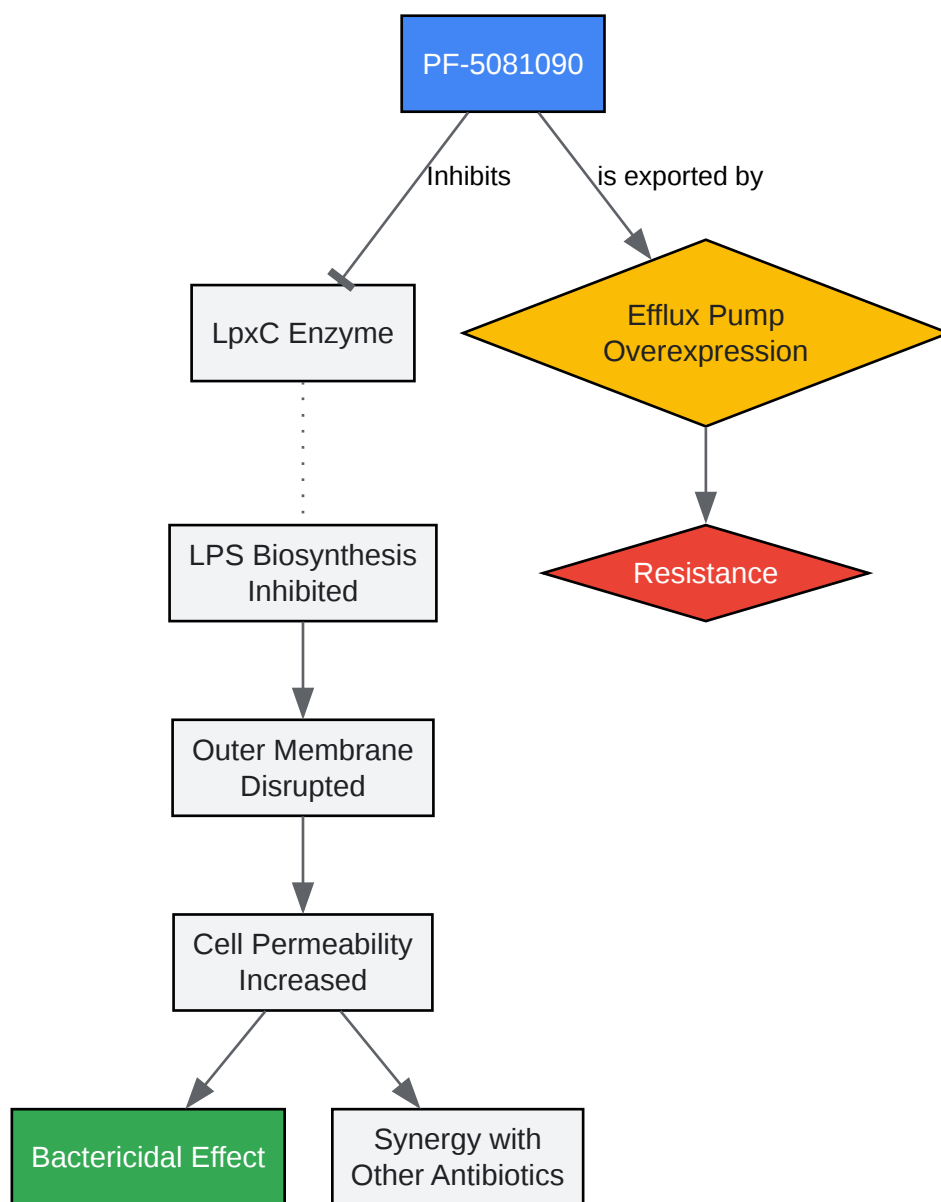 PF-5081090
Inhibits
is exported by
LpxC Enzyme
Efflux Pump
Overexpression
LPS Biosynthesis
Inhibited
Resistance
Outer Membrane
Disrupted
Cell Permeability
Increased
Bactericidal Effect
Synergy with
Other Antibiotics